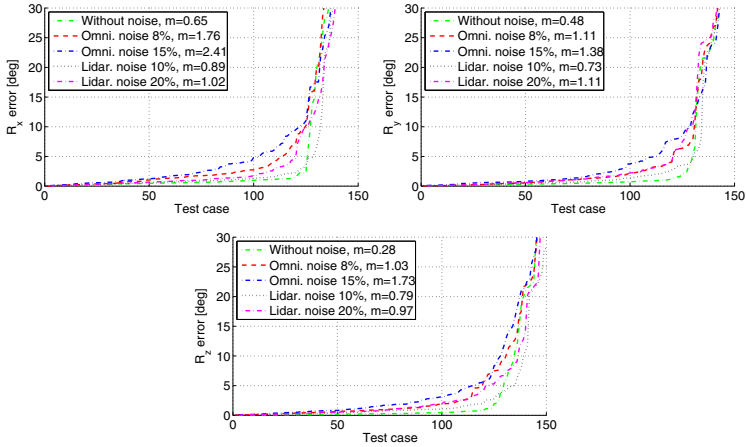 30
25
20
15
10
5
0
R_x error [deg]
Without noise, m=0.65
Omni. noise 8%, m=1.76
Omni. noise 15%, m=2.41
Lidar. noise 10%, m=0.89
Lidar. noise 20%, m=1.02
0 50 100 150
Test case
30
25
20
15
10
5
0
R_y error [deg]
Without noise, m=0.48
Omni. noise 8%, m=1.11
Omni. noise 15%, m=1.38
Lidar. noise 10%, m=0.73
Lidar. noise 20%, m=1.11
0 50 100 150
Test case
30
25
20
15
10
5
0
R_z error [deg]
Without noise, m=0.28
Omni. noise 8%, m=1.03
Omni. noise 15%, m=1.73
Lidar. noise 10%, m=0.79
Lidar. noise 20%, m=0.97
0 50 100 150
Test case